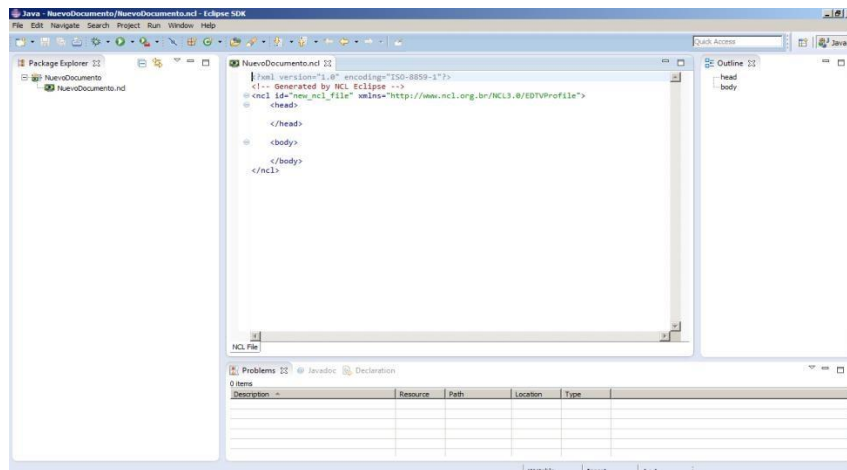 Java - NuevoDocumento/NuevoDocumento.ncl - Eclipse SDK
File Edit Navigate Search Project Run Window Help
Quick Access
Java
Package Explorer
NuevoDocumento
NuevoDocumento.ncl
NuevoDocumento.ncl
<?xml version="1.0" encoding="ISO-8859-1"?>
<!-- Generated by NCL Eclipse -->
<ncl id="new_ncl_file" xmlns="http://www.ncl.org.br/NCL3.0/EDTVProfile">
<head>
</head>
<body>
</body>
</ncl>
NCL File
Outline
head
body
Problems Javadoc Declaration
0 items
Description Resource Path Location Type